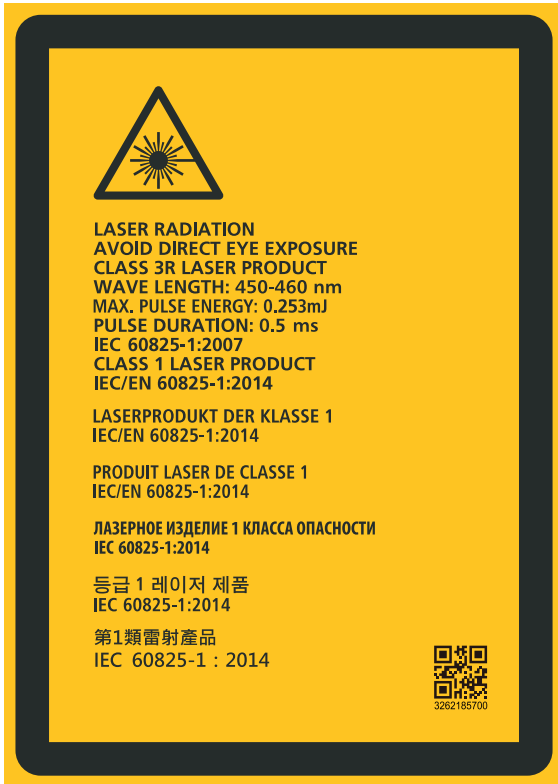 LASER RADIATION
AVOID DIRECT EYE EXPOSURE
CLASS 3R LASER PRODUCT
WAVE LENGTH: 450-460 nm
MAX. PULSE ENERGY: 0.253mJ
PULSE DURATION: 0.5 ms
IEC 60825-1:2007
CLASS 1 LASER PRODUCT
IEC/EN 60825-1:2014
LASERPRODUKT DER KLASSE 1
IEC/EN 60825-1:2014
PRODUIT LASER DE CLASSE 1
IEC/EN 60825-1:2014
ЛАЗЕРНОЕ ИЗДЕЛИЕ 1 КЛАССА ОПАСНОСТИ
IEC 60825-1:2014
등급 1 레이저 제품
IEC 60825-1:2014
第1類雷射產品
IEC 60825-1 : 2014
3262185700